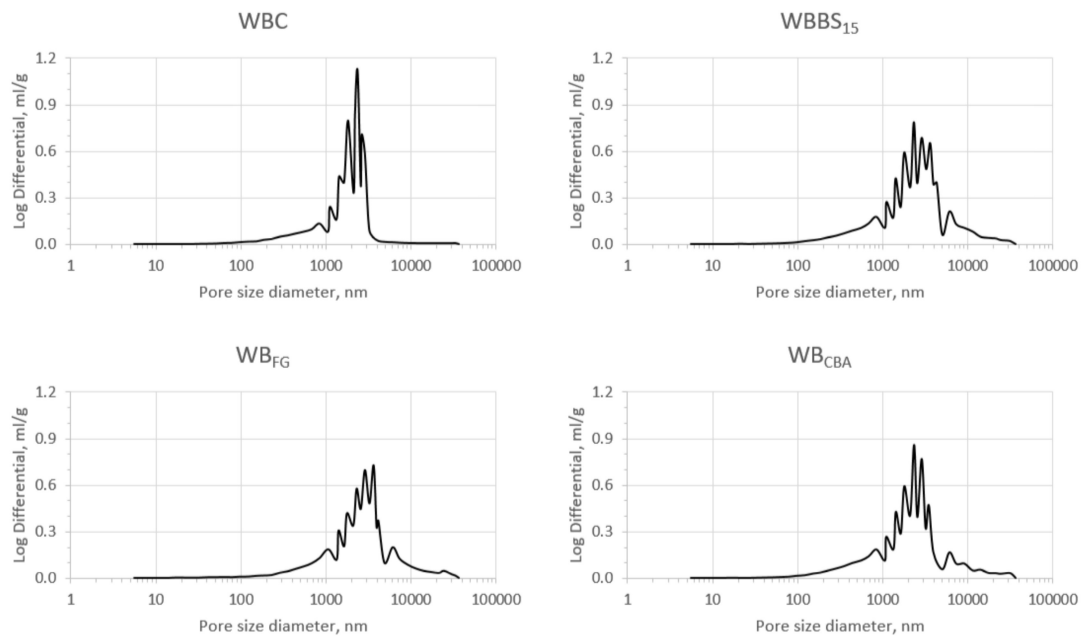 WBC
Log Differential, ml/g
1.2
0.9
0.6
0.3
0.0
1 10 100 1000 10000 100000
Pore size diameter, nm
WBBS15
Log Differential, ml/g
1.2
0.9
0.6
0.3
0.0
1 10 100 1000 10000 100000
Pore size diameter, nm
WBFG
Log Differential, ml/g
1.2
0.9
0.6
0.3
0.0
1 10 100 1000 10000 100000
Pore size diameter, nm
WBCBA
Log Differential, ml/g
1.2
0.9
0.6
0.3
0.0
1 10 100 1000 10000 100000
Pore size diameter, nm